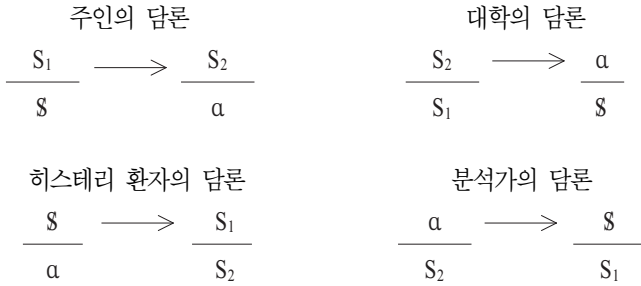 주인의 담론 대학의 담론
S₁ → S₂ S₂ → α
$ α S₁ $
히스테리 환자의 담론 분석가의 담론
$ → S₁ α → $
α S₂ S₂ S₁